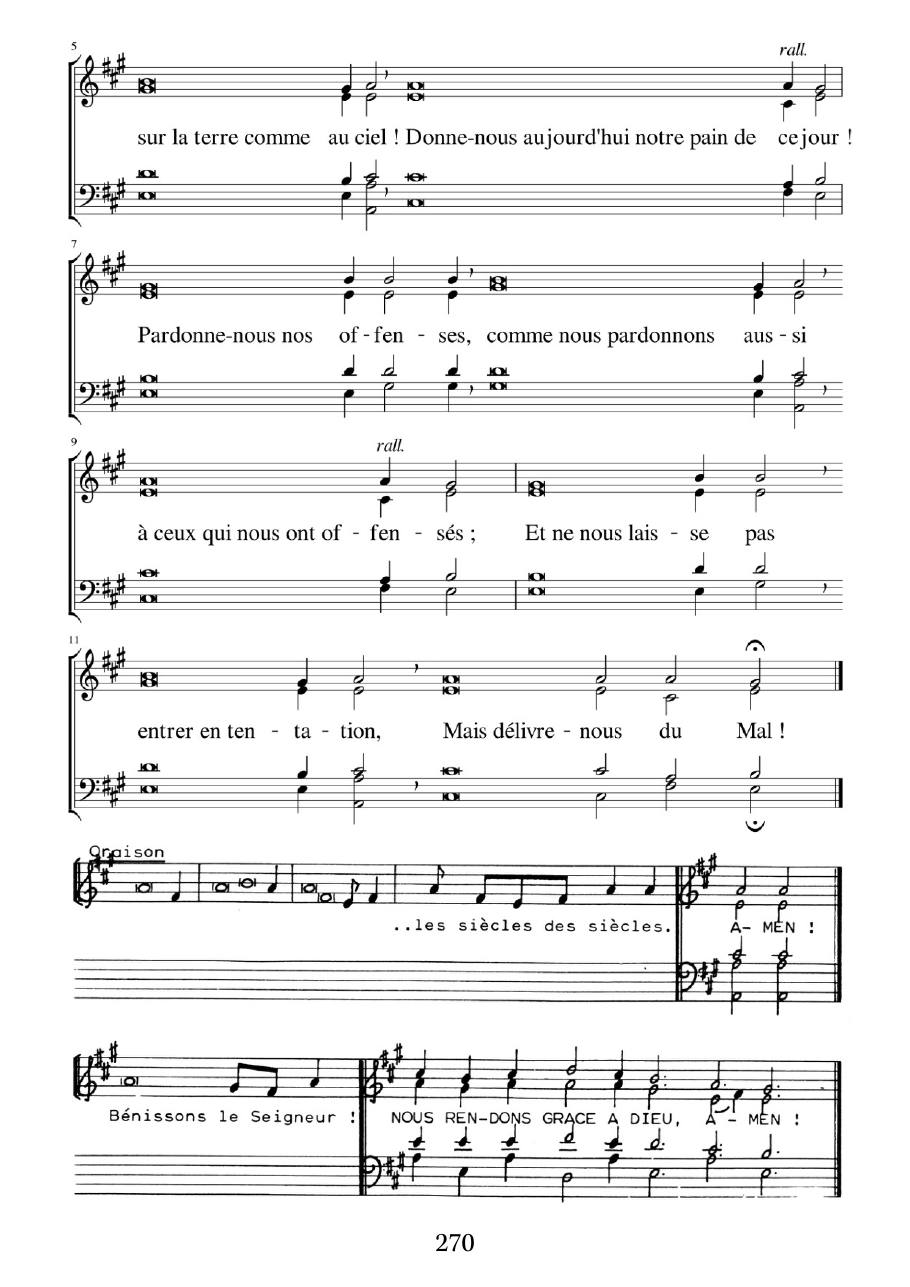 5
rall.
sur la terre comme au ciel ! Donne-nous aujourd'hui notre pain de ce jour !
7
Pardonne-nous nos of - fen - ses, comme nous pardonnons aus - si
9
rall.
à ceux qui nous ont of - fen - sés ; Et ne nous lais - se pas
11
entrer en ten - ta - tion, Mais délivre - nous du Mal !
Oraison
..les siècles des siècles. A- MEN !
Bénissons le Seigneur ! NOUS REN-DONS GRACE A DIEU, A - MEN !
270